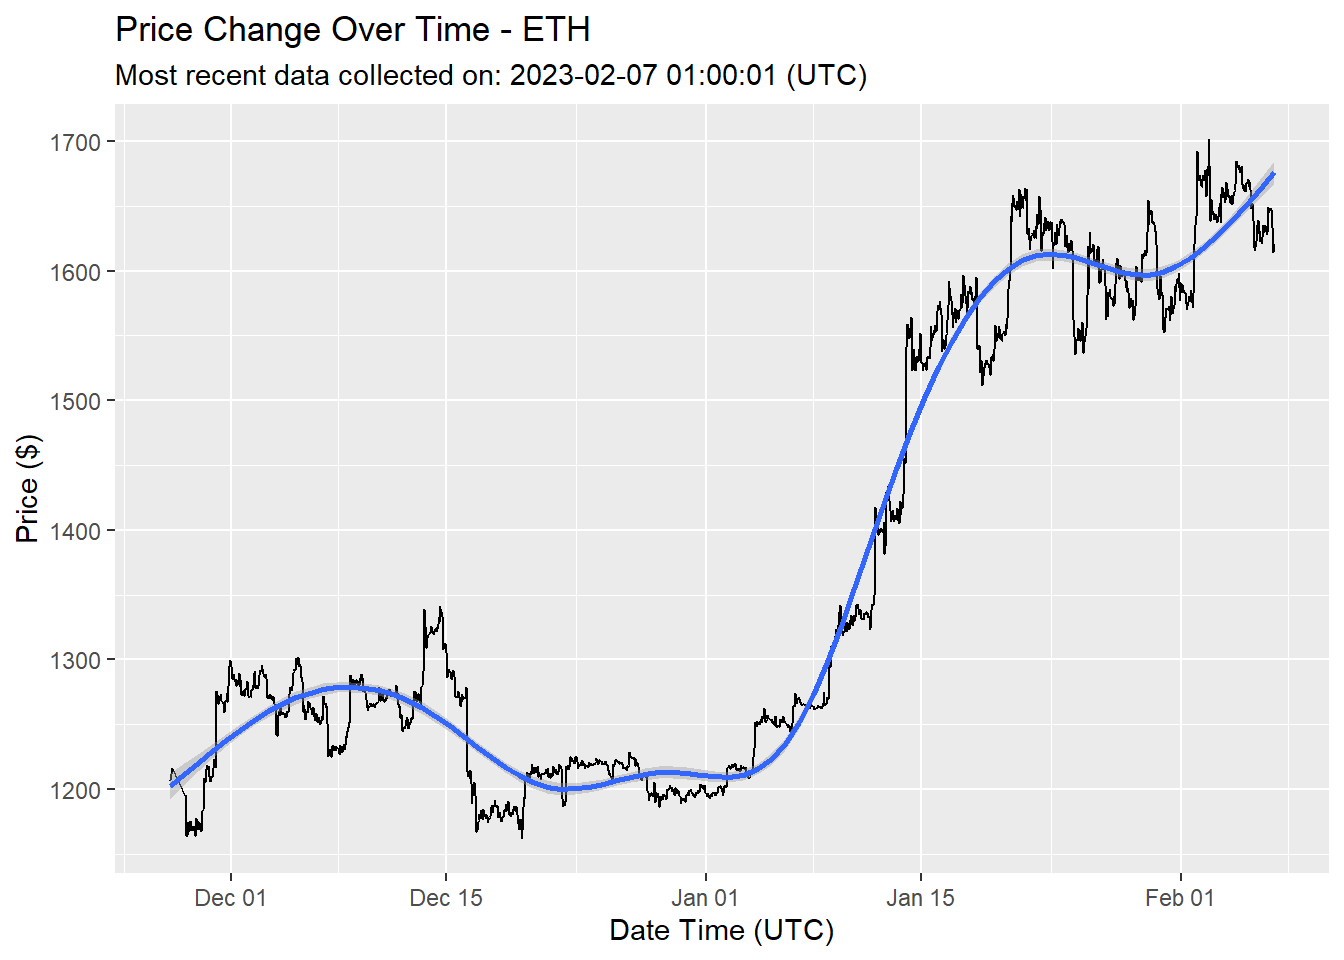 Price Change Over Time - ETH
Most recent data collected on: 2023-02-07 01:00:01 (UTC)
1700
1600
1500
1400
1300
1200
Price ($)
Dec 01
Dec 15
Jan 01
Jan 15
Feb 01
Date Time (UTC)